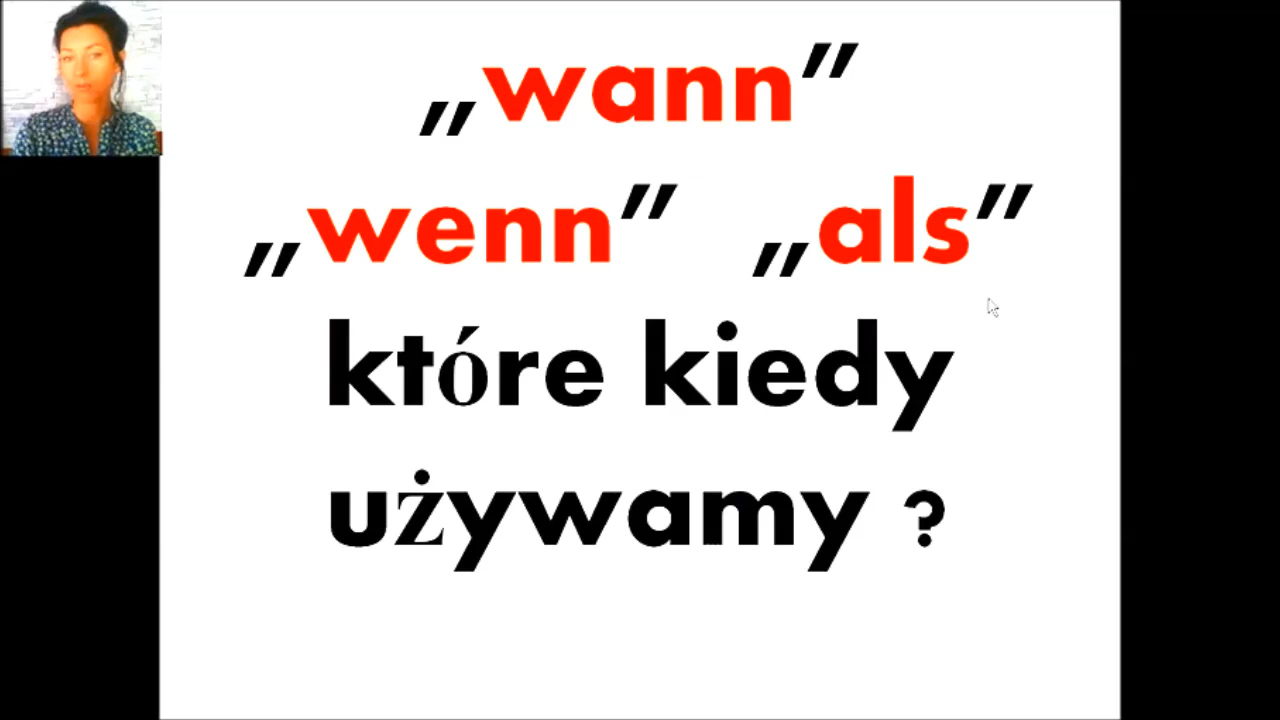 „wann”
„wenn” „als”
które kiedy
używamy ?